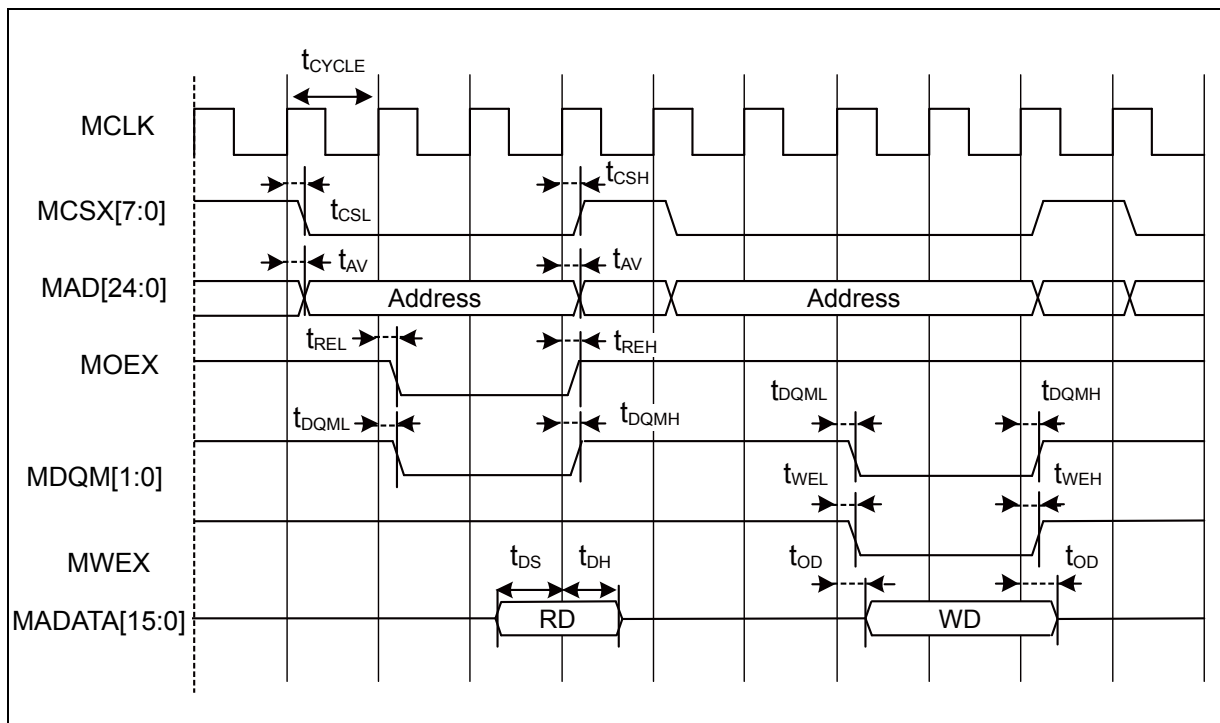 tCYCLE
MCLK
tCSH
MCSX[7:0]
tCSL
tAV
tAV
MAD[24:0]
Address
Address
tREL
tREH
MOEX
tDQML
tDQMH
tDQML
tDQMH
MDQM[1:0]
tWEL
tWEH
MWEX
tDS
tDH
tOD
tOD
MADATA[15:0]
RD
WD